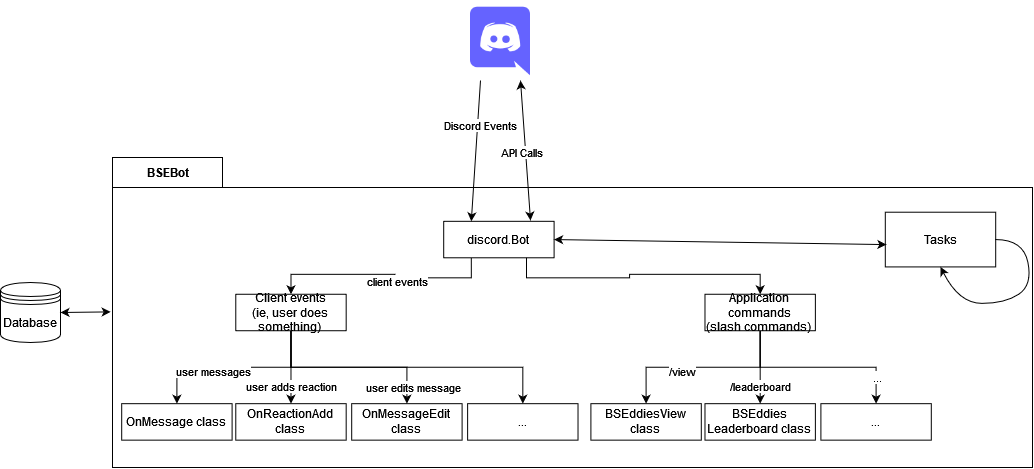 Discord Events
API Calls
BSEBot
discord.Bot
Tasks
client events
Client events
(ie, user does
something)
Application
commands
(slash commands)
Database
user messages
user adds reaction
user edits message
/view
/leaderboard
...
OnMessage class
OnReactionAdd
class
OnMessageEdit
class
...
BSEddiesView
class
BSEddies
Leaderboard class
...